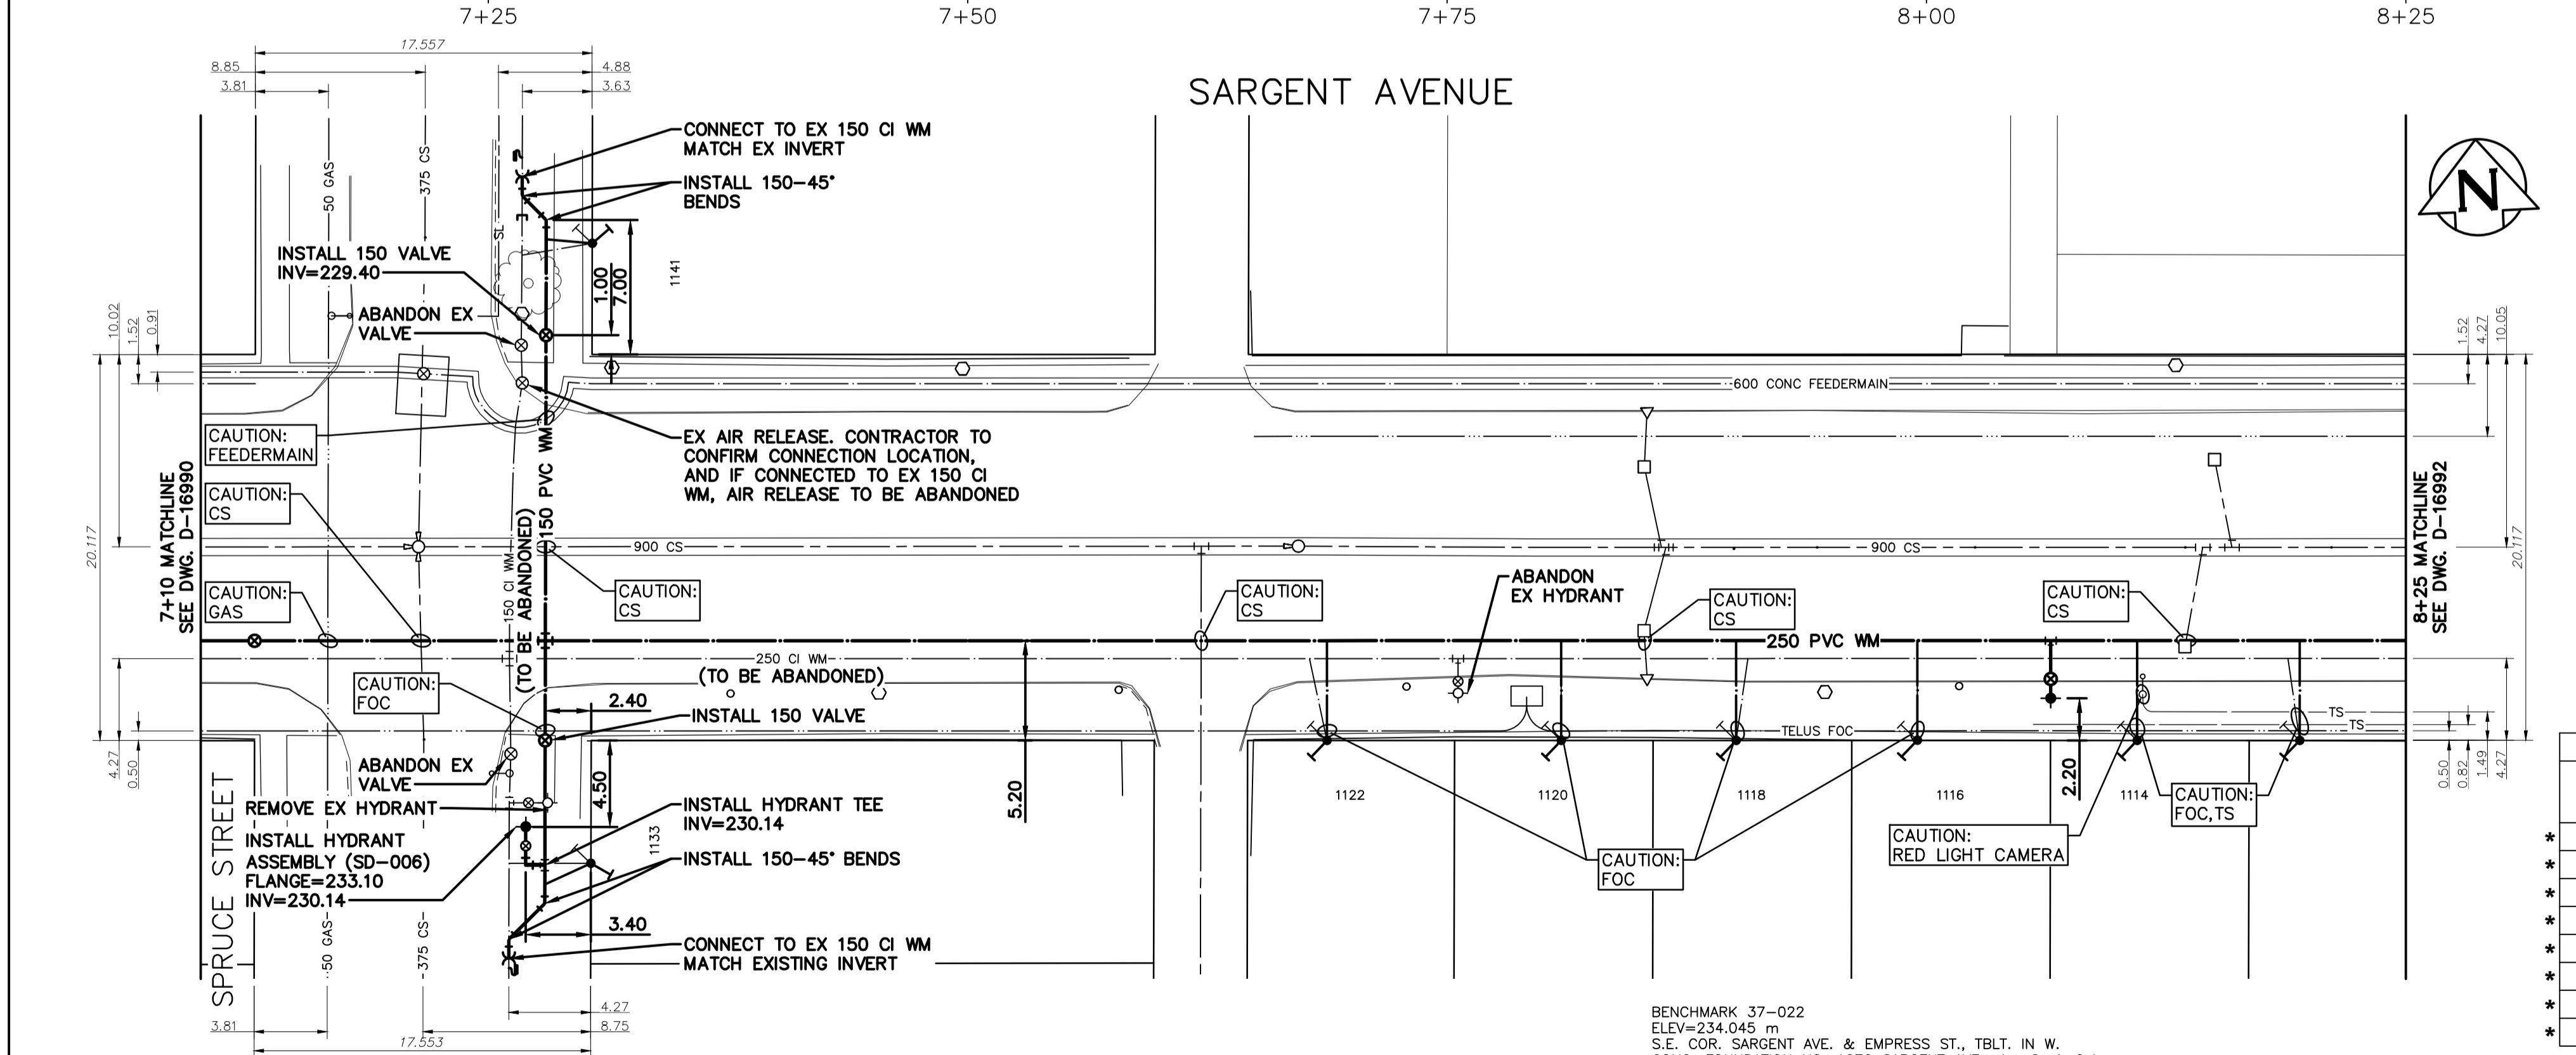 7+25
7+50
7+75
8+00
8+25
17.557
8.85
4.88
3.81
3.63
SARGENT AVENUE
CONNECT TO EX 150 CI WM
MATCH EX INVERT
50 GAS
375 CS
INSTALL 150-45°
BENDS
N
SL
INSTALL 150 VALVE
INV=229.40
1.00
7.00
1141
ABANDON EX
VALVE
10.02
1.52
0.91
1.52
4.27
10.05
600 CONC FEEDERMAIN
CAUTION:
FEEDERMAIN
EX AIR RELEASE. CONTRACTOR TO
CONFIRM CONNECTION LOCATION,
AND IF CONNECTED TO EX 150 CI
WM, AIR RELEASE TO BE ABANDONED
7+10 MATCHLINE
SEE DWG. D-16990
150 PVC WM
8+25 MATCHLINE
SEE DWG. D-16992
CAUTION:
CS
20.117
900 CS
900 CS
20.117
150 CI WM
(TO BE ABANDONED)
CAUTION:
GAS
CAUTION:
CS
CAUTION:
CS
ABANDON
EX HYDRANT
CAUTION:
CS
CAUTION:
CS
250 PVC WM
250 CI WM
(TO BE ABANDONED)
CAUTION:
FOC
2.40
INSTALL 150 VALVE
TELUS FOC
TS
TS
4.27
0.50
ABANDON EX
VALVE
4.50
5.20
2.20
0.50
0.82
1.49
4.27
REMOVE EX HYDRANT
INSTALL HYDRANT TEE
INV=230.14
1122
1120
1118
1116
1114
CAUTION:
FOC,TS
INSTALL HYDRANT
ASSEMBLY (SD-006)
FLANGE=233.10
INV=230.14
1133
INSTALL 150-45° BENDS
CAUTION:
FOC
CAUTION:
RED LIGHT CAMERA
SPRUCE STREET
50 GAS
375 CS
3.40
CONNECT TO EX 150 CI WM
MATCH EXISTING INVERT
4.27
3.81
8.75
17.553
BENCHMARK 37-022
ELEV=234.045 m
S.E. COR. SARGENT AVE. & EMPRESS ST., TBLT. IN W.
*
*
*
*
*
*
*
*